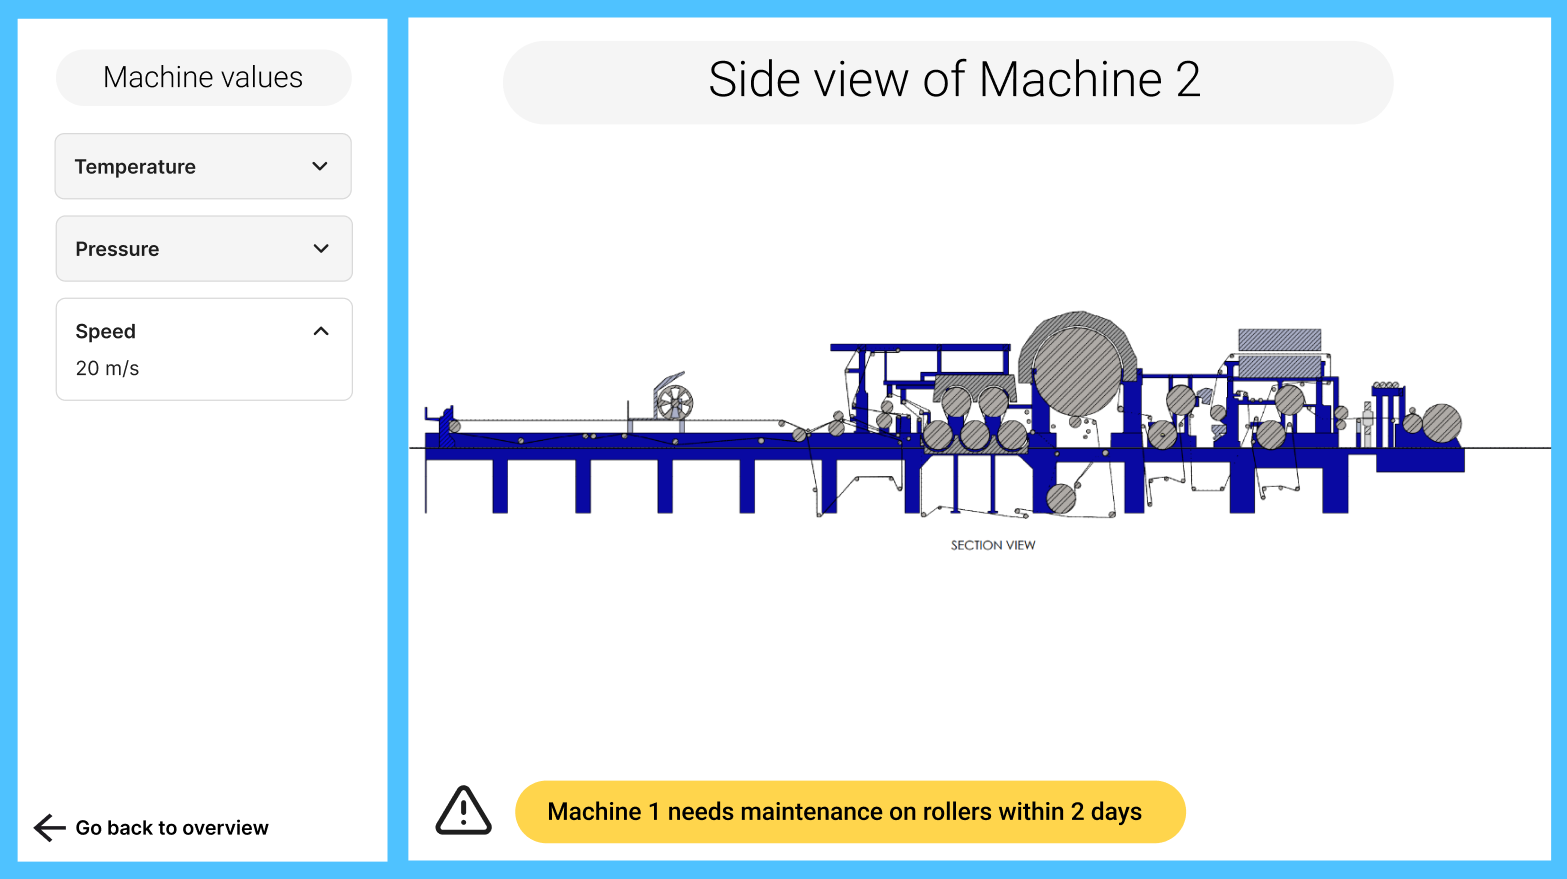 Machine values
Temperature
Pressure
Speed
20 m/s
Go back to overview
Side view of Machine 2
SECTION VIEW
Machine 1 needs maintenance on rollers within 2 days